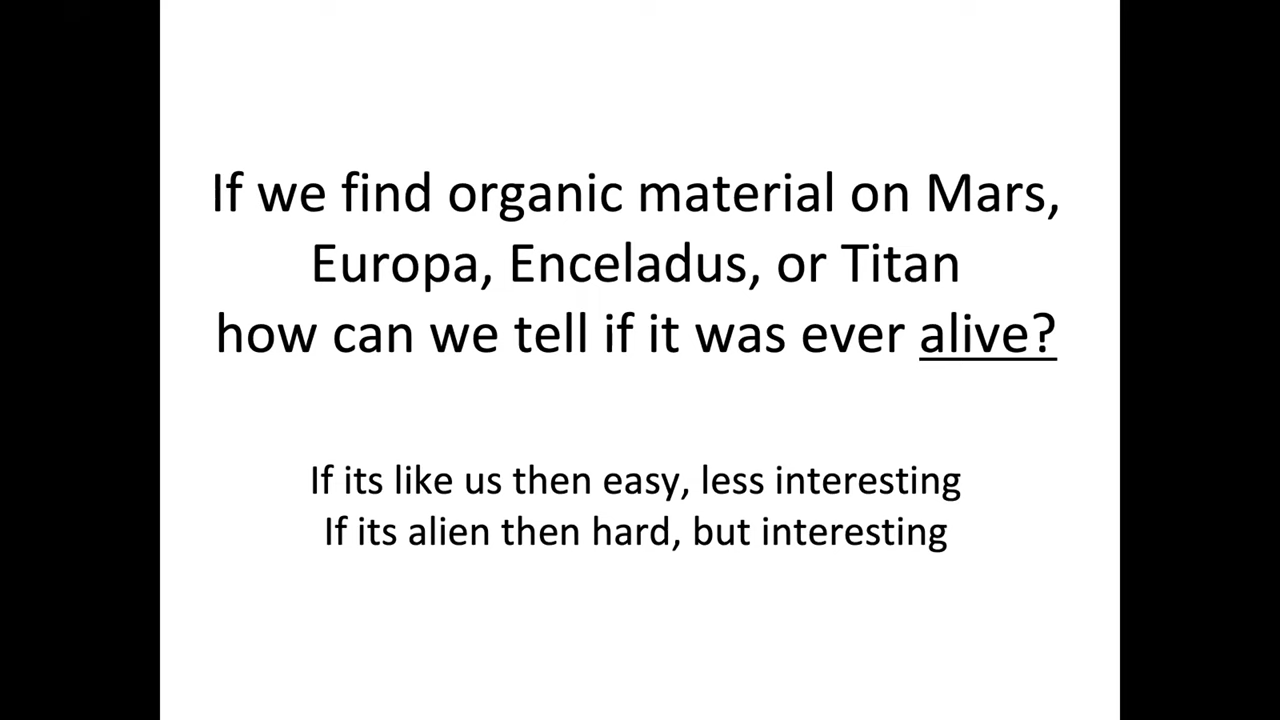 If we find organic material on Mars,
Europa, Enceladus, or Titan
how can we tell if it was ever alive?
If its like us then easy, less interesting
If its alien then hard, but interesting